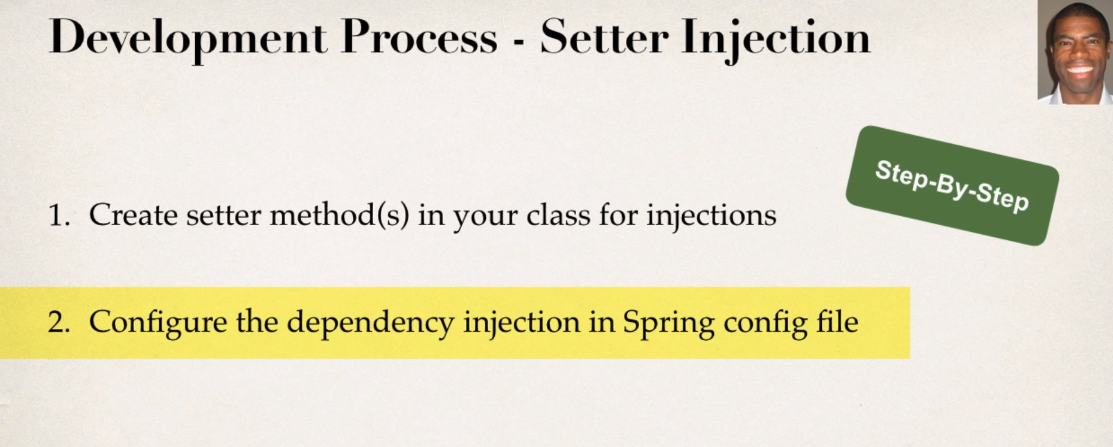 Development Process - Setter Injection
Step-By-Step
1. Create setter method(s) in your class for injections
2. Configure the dependency injection in Spring config file